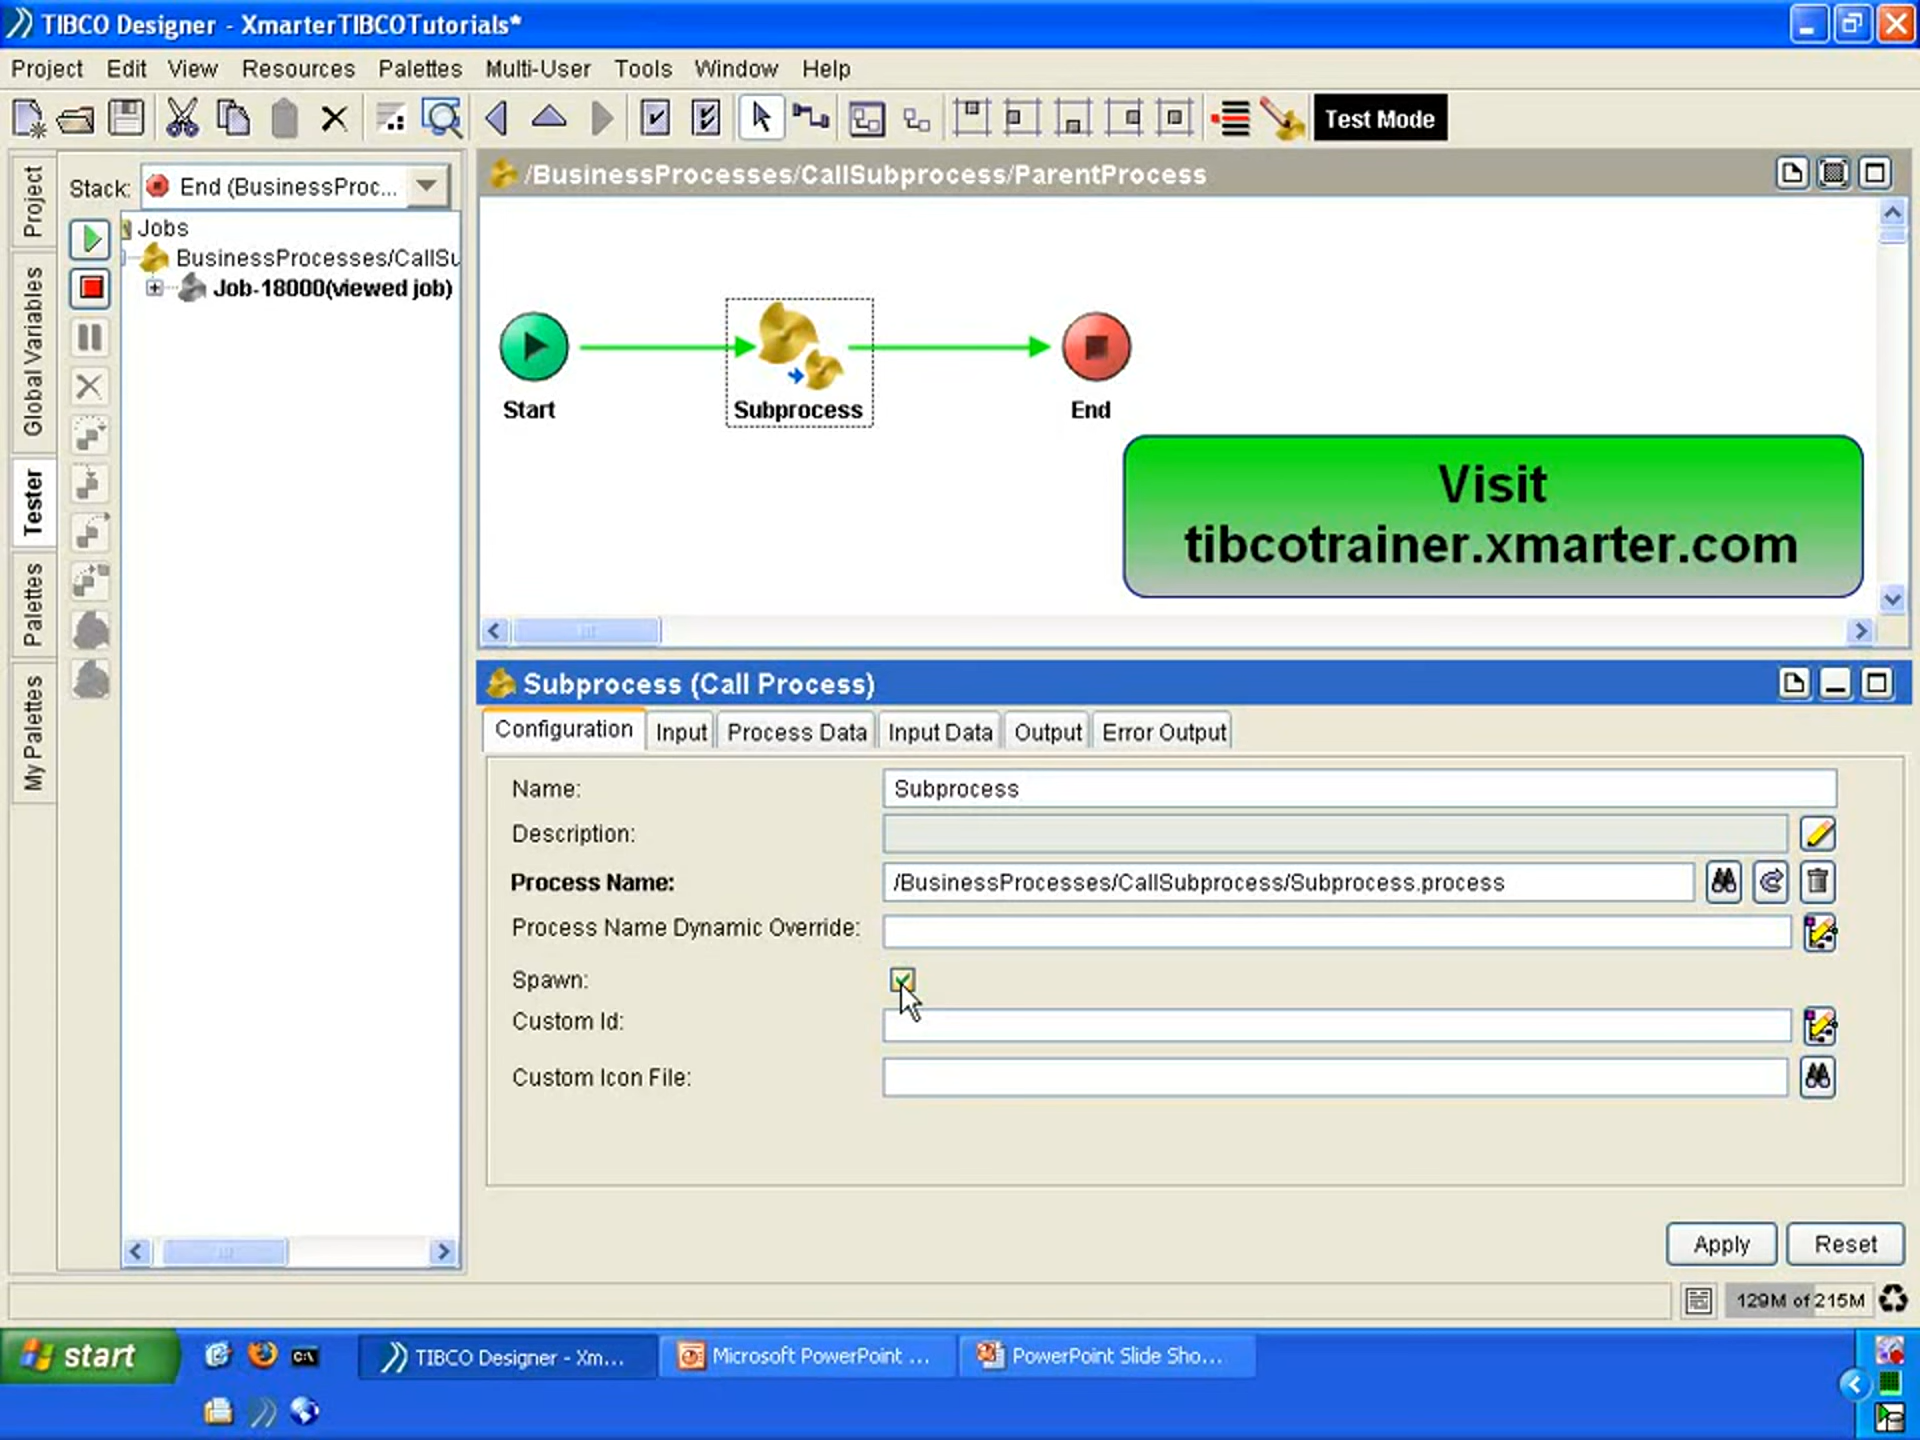 TIBCO Designer - XmarterTIBCOTutorials*
Project Edit View Resources Palettes Multi-User Tools Window Help
Test Mode
Project
Global Variables
Tester
Palettes
My Palettes
Stack: End (BusinessProc...
Jobs
BusinessProcesses/CallSu
Job-18000(viewed job)
/BusinessProcesses/CallSubprocess/ParentProcess
Start
Subprocess
End
Visit
tibcotrainer.xmarter.com
Subprocess (Call Process)
Configuration Input Process Data Input Data Output Error Output
Name: Subprocess
Description:
Process Name: /BusinessProcesses/CallSubprocess/Subprocess.process
Process Name Dynamic Override:
Spawn:
Custom Id:
Custom Icon File:
Apply Reset
129M of 215M
start
C:\
TIBCO Designer - Xm...
Microsoft PowerPoint ...
PowerPoint Slide Sho...